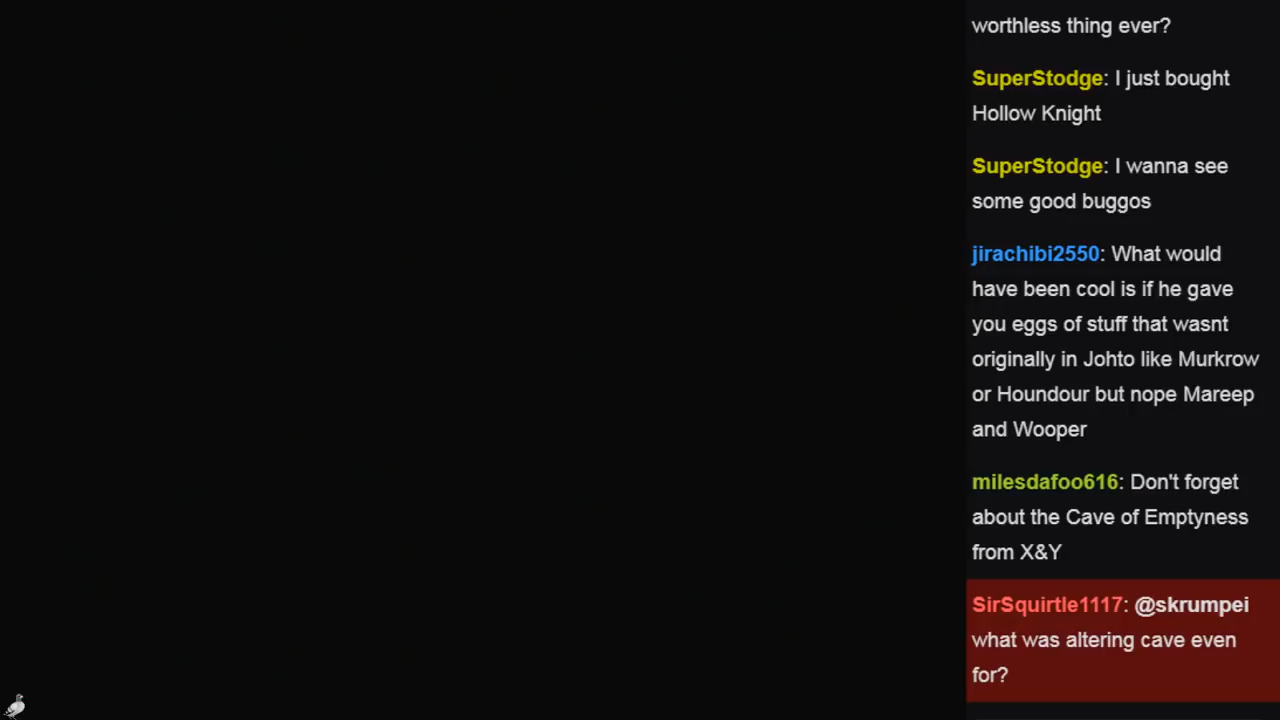 worthless thing ever?
SuperStodge: I just bought
Hollow Knight
SuperStodge: I wanna see
some good buggos
jirachibi2550: What would
have been cool is if he gave
you eggs of stuff that wasnt
originally in Johto like Murkrow
or Houndour but nope Mareep
and Wooper
milesdafoo616: Don't forget
about the Cave of Emptyness
from X&Y
SirSquirtle1117: @skrumpei
what was altering cave even
for?